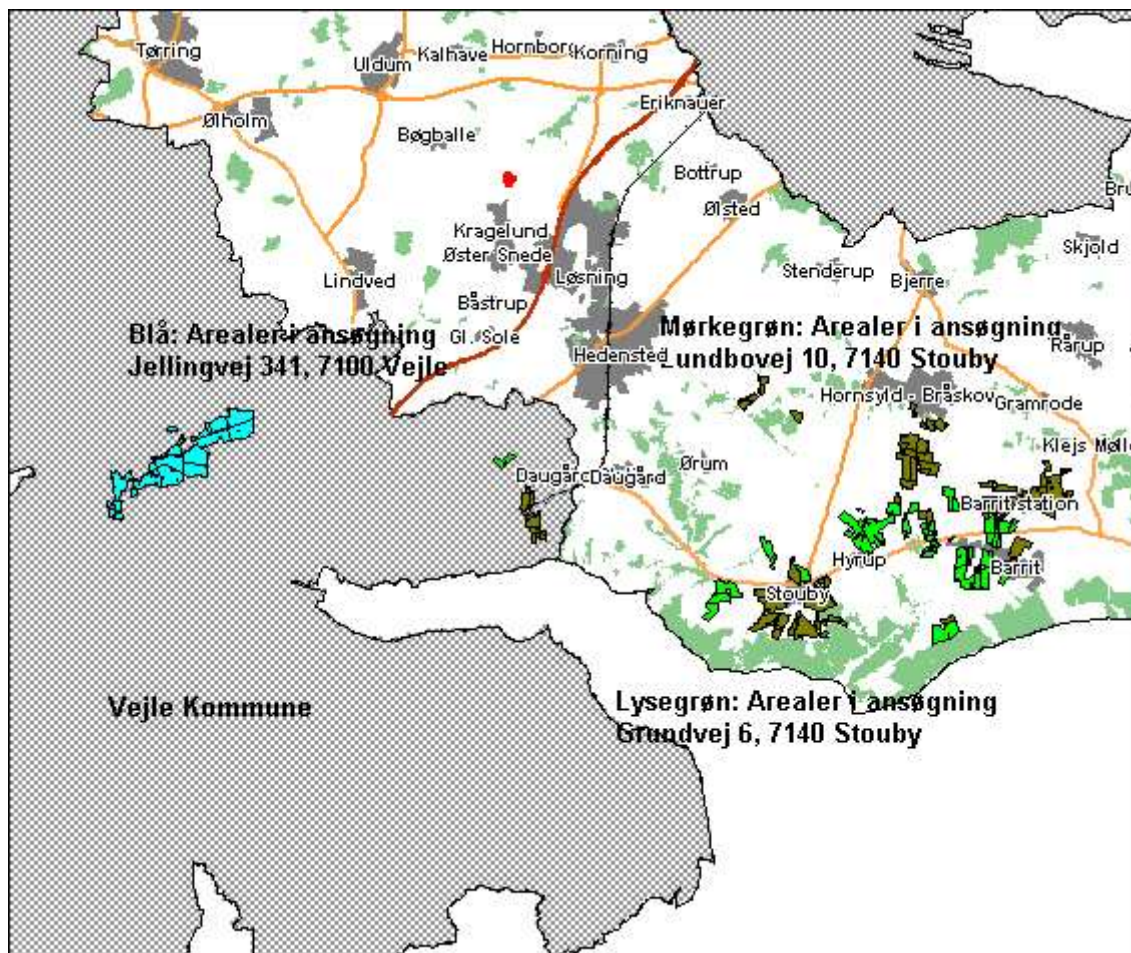 Tørring
Uldum
Kalhave
Hornborg
Korning
Eriknauer
Ølholm
Bøgballe
Bottrup
Ølsted
Bru
Kragelund
Øster Snede
Løsning
Stenderup
Skjold
Bjerre
Lindved
Båstrup
Blå: Arealer i ansøgning
Jellingvej 341, 7100 Vejle
Gl. Sole
Hedensted
Mørkegrøn: Arealer i ansøgning
Lundbovej 10, 7140 Stouby
Rårup
Hornsyld - Bråskov
Gramrode
Klejs Mølle
Ørum
Daugård
Daugård
Barrit station
Hyrup
Barrit
Stouby
Vejle Kommune
Lysegrøn: Arealer i ansøgning
Grundvej 6, 7140 Stouby